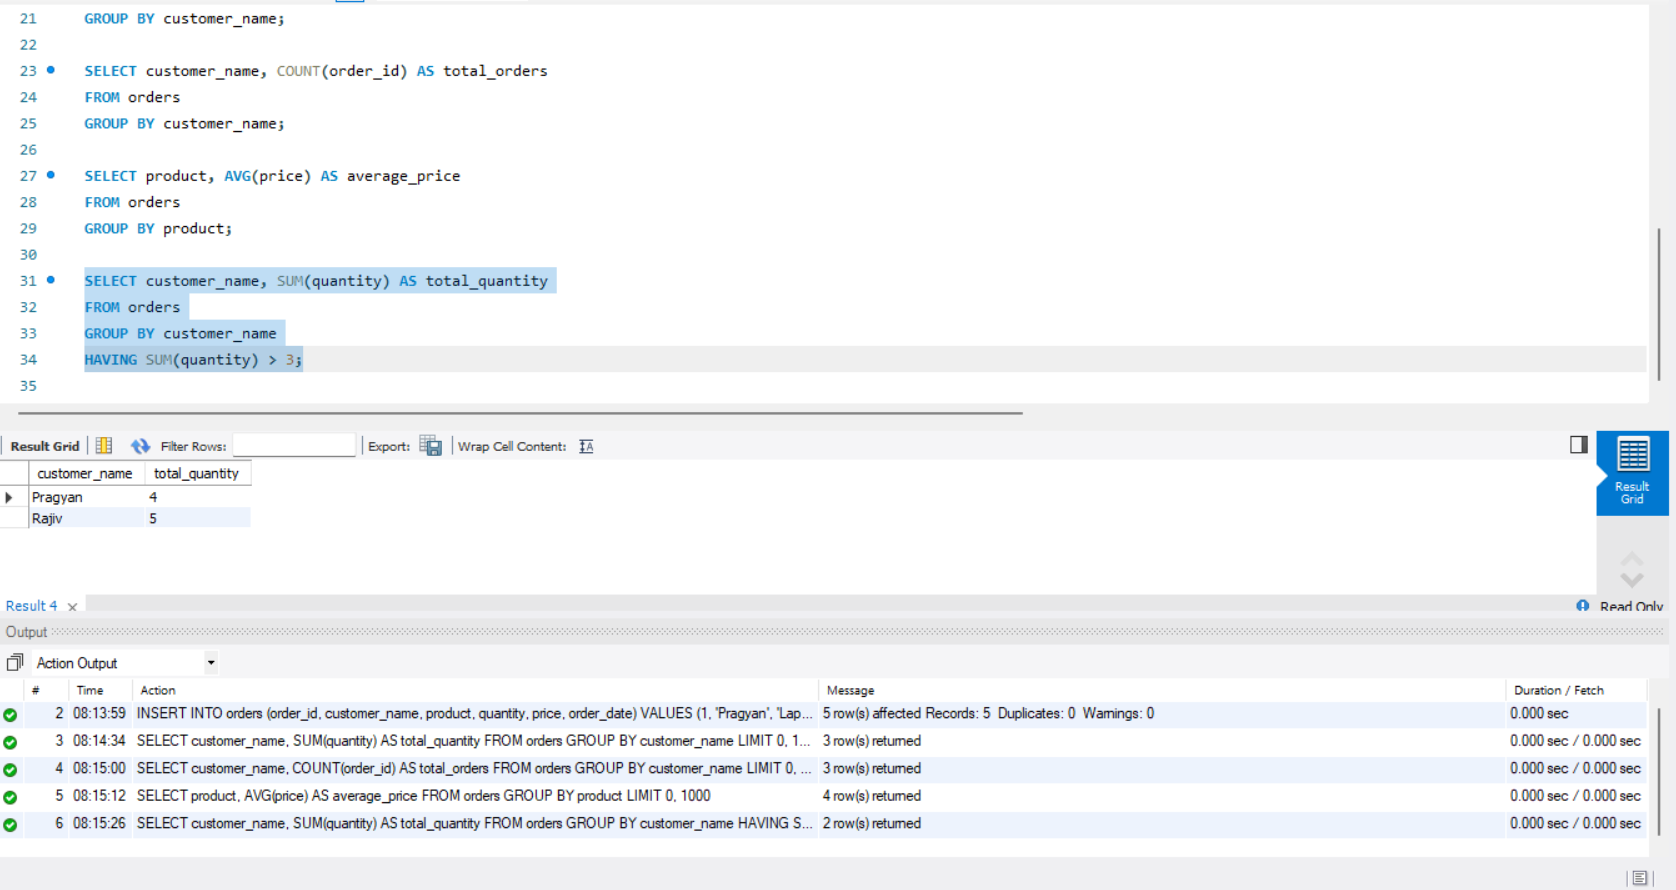 21 GROUP BY customer_name;
22
23 SELECT customer_name, COUNT(order_id) AS total_orders
24 FROM orders
25 GROUP BY customer_name;
26
27 SELECT product, AVG(price) AS average_price
28 FROM orders
29 GROUP BY product;
30
31 SELECT customer_name, SUM(quantity) AS total_quantity
32 FROM orders
33 GROUP BY customer_name
34 HAVING SUM(quantity) > 3;
35
Result Grid Filter Rows: Export: Wrap Cell Content: IA
customer_name total_quantity
Pragyan 4
Rajiv 5
Result
Grid
Result 4 × Read Only
Output
Action Output
# Time Action Message Duration / Fetch
2 08:13:59 INSERT INTO orders (order_id, customer_name, product, quantity, price, order_date) VALUES (1, 'Pragyan', 'Lap... 5 row(s) affected Records: 5 Duplicates: 0 Warnings: 0 0.000 sec
3 08:14:34 SELECT customer_name, SUM(quantity) AS total_quantity FROM orders GROUP BY customer_name LIMIT 0, 1... 3 row(s) returned 0.000 sec / 0.000 sec
4 08:15:00 SELECT customer_name, COUNT(order_id) AS total_orders FROM orders GROUP BY customer_name LIMIT 0, ... 3 row(s) returned 0.000 sec / 0.000 sec
5 08:15:12 SELECT product, AVG(price) AS average_price FROM orders GROUP BY product LIMIT 0, 1000 4 row(s) returned 0.000 sec / 0.000 sec
6 08:15:26 SELECT customer_name, SUM(quantity) AS total_quantity FROM orders GROUP BY customer_name HAVING S... 2 row(s) returned 0.000 sec / 0.000 sec